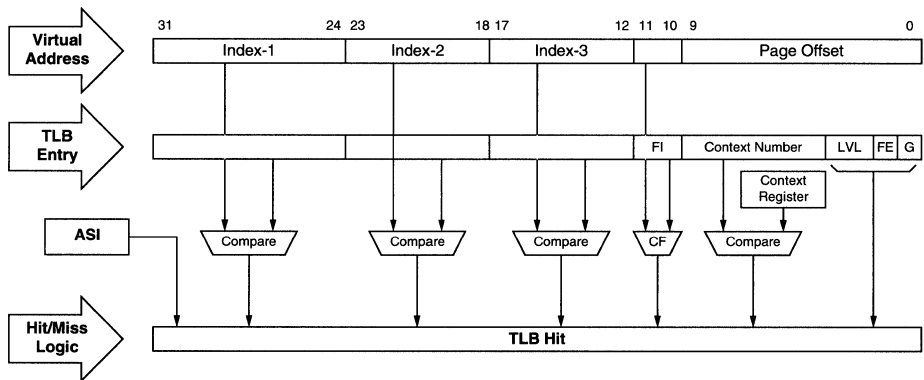 31 24 23 18 17 12 11 10 9 0
Virtual
Address
Index-1 Index-2 Index-3 Page Offset
TLB
Entry
FI Context Number LVL FE G
Context
Register
ASI
Compare Compare Compare CF Compare
Hit/Miss
Logic
TLB Hit